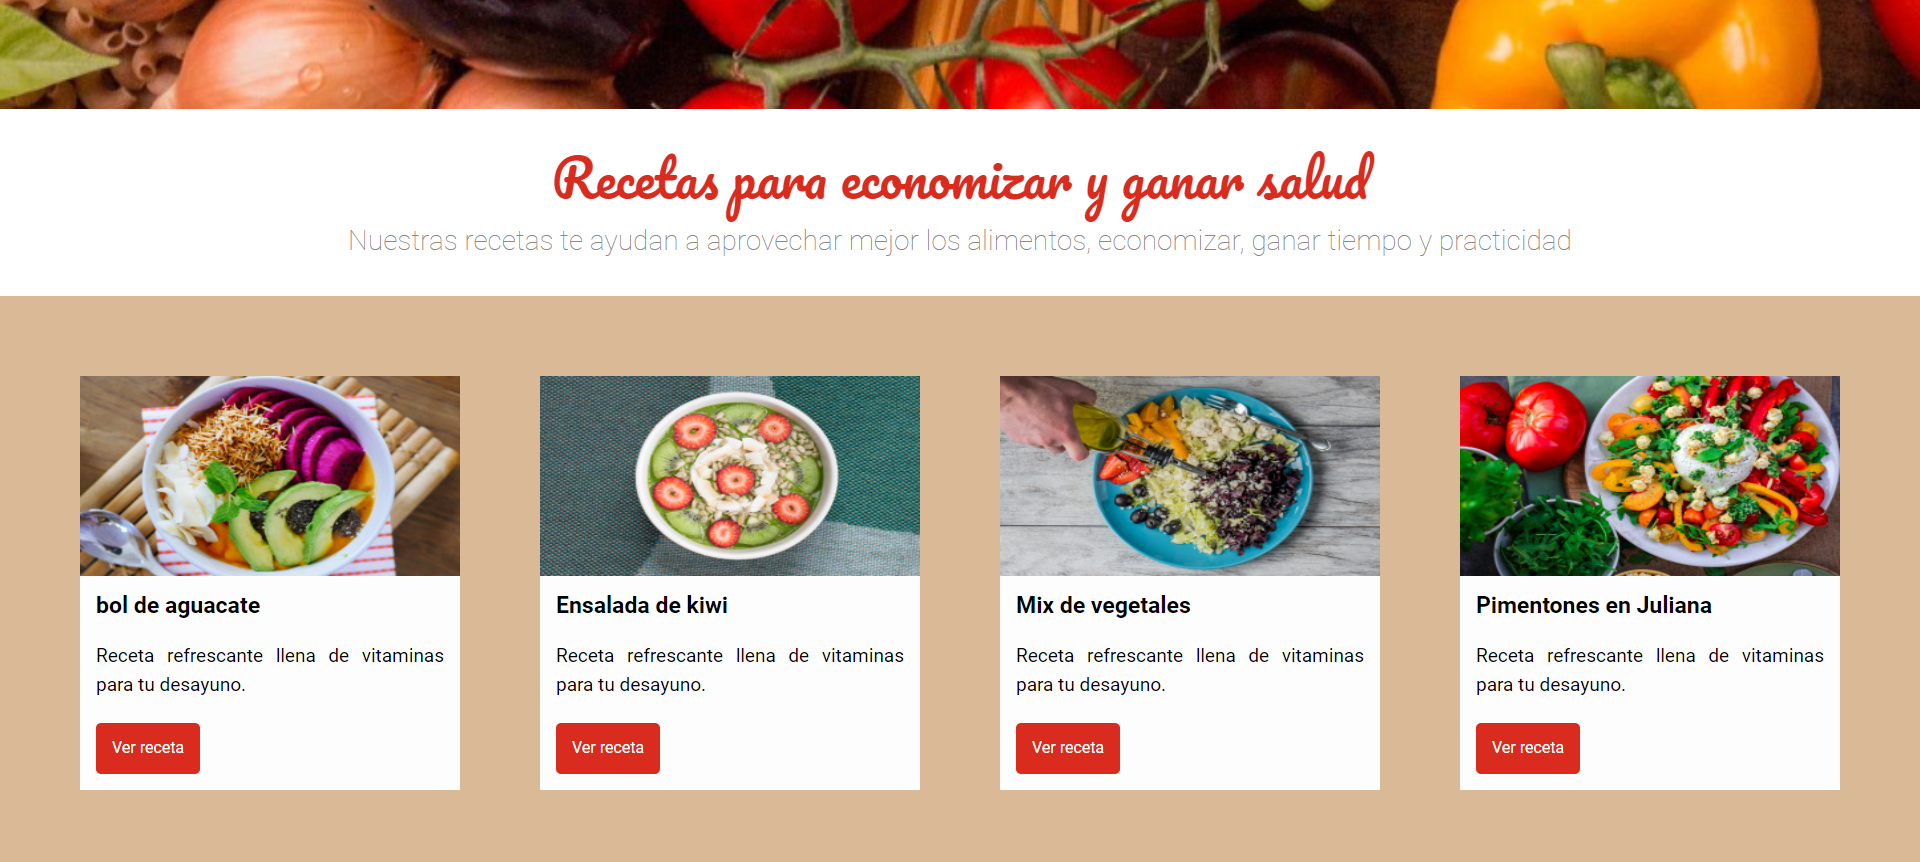 Recetas para economizar y ganar salud
Nuestras recetas te ayudan a aprovechar mejor los alimentos, economizar, ganar tiempo y practicidad
bol de aguacate
Receta refrescante llena de vitaminas
para tu desayuno.
Ver receta
Ensalada de kiwi
Receta refrescante llena de vitaminas
para tu desayuno.
Ver receta
Mix de vegetales
Receta refrescante llena de vitaminas
para tu desayuno.
Ver receta
Pimentones en Juliana
Receta refrescante llena de vitaminas
para tu desayuno.
Ver receta